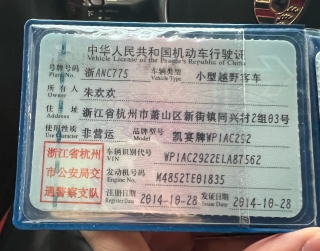 中华人民共和国机动车行驶证
Vehicle License of the People's Republic of China
号牌号码 Plate No. 浙ANC775 车辆类型 Vehicle Type 小型越野客车
所有人 Owner 朱欢欢
住址 Address 浙江省杭州市萧山区新街镇同兴村2组03号
使用性质 Use Character 非营运 品牌型号 Model 凯宴牌WP1AC292
浙江省杭州市公安局交通警察支队
车辆识别代号 VIN WP1AC2922ELA87562
发动机号码 Engine No. M4852TE01835
注册日期 Register Date 2014-10-28 发证日期 Issue Date 2014-10-28